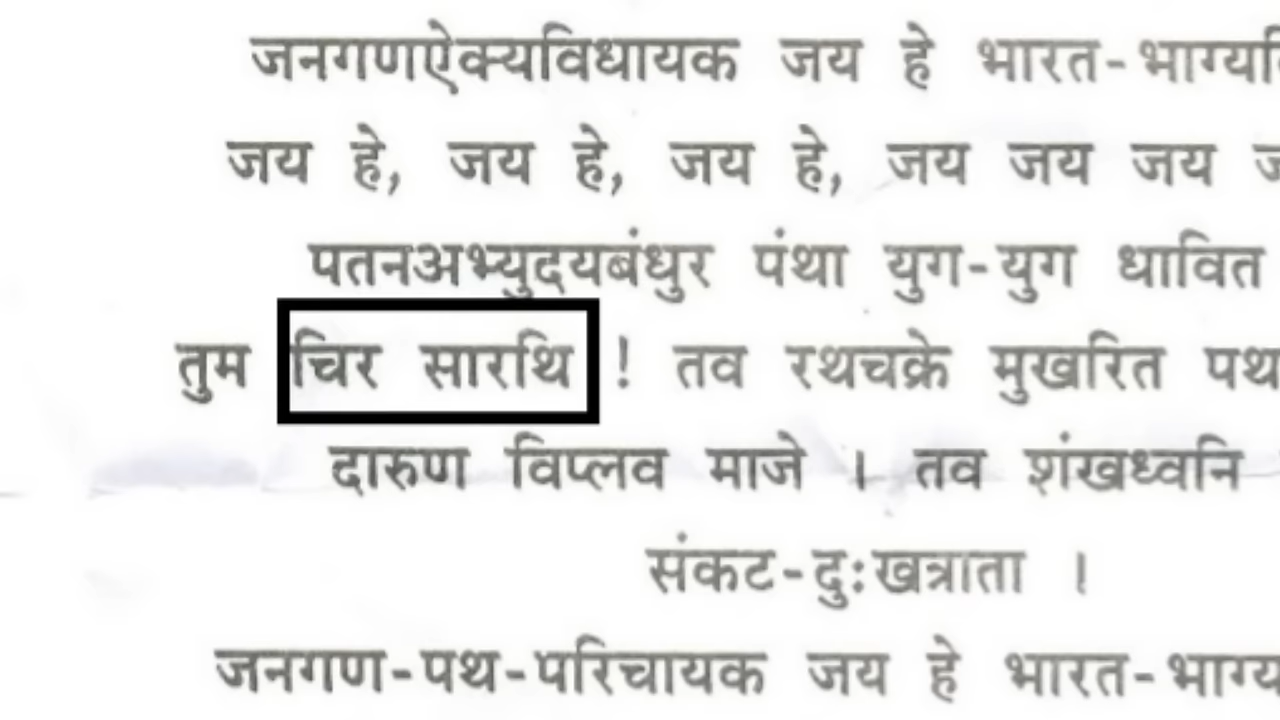 जनगणऐक्यविधायक जय हे भारत-भाग्यवि
जय हे, जय हे, जय हे, जय जय जय ज
पतनअभ्युदयबंधुर पंथा युग-युग धावित
तुम चिर सारथि ! तव रथचक्रे मुखरित पथ
दारुण विप्लव माजे । तव शंखध्वनि
संकट-दुःखत्राता ।
जनगण-पथ-परिचायक जय हे भारत-भाग्य